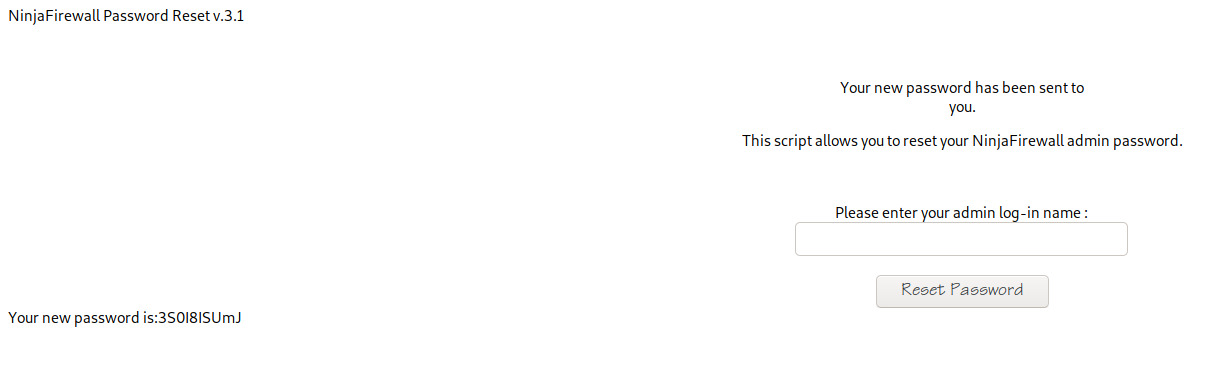 NinjaFirewall Password Reset v.3.1
Your new password has been sent to
you.
This script allows you to reset your NinjaFirewall admin password.
Please enter your admin log-in name :
Reset Password
Your new password is:3S0I8ISUmJ